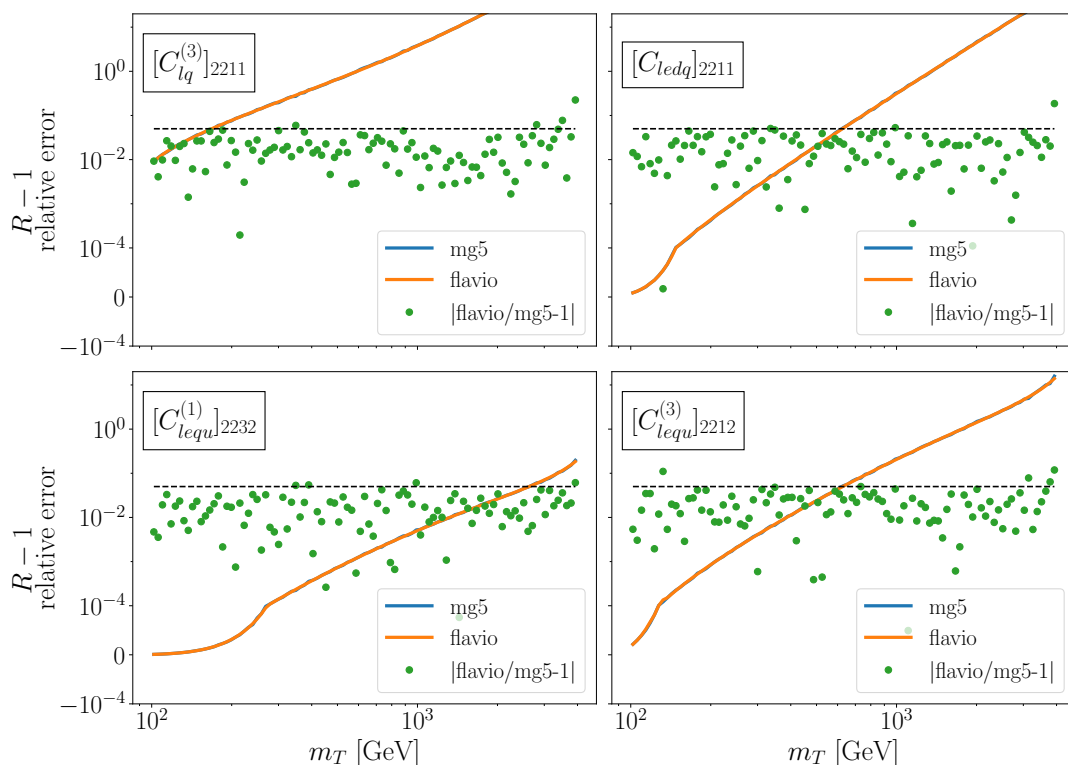 $[C_{lq}^{(3)}]_{2211}$
$[C_{ledq}]_{2211}$
$R-1$
relative error
$10^0$
$10^{-2}$
$10^{-4}$
$0$
$-10^{-4}$
mg5
flavio
|flavio/mg5-1|
mg5
flavio
|flavio/mg5-1|
$[C_{lequ}^{(1)}]_{2232}$
$[C_{lequ}^{(3)}]_{2212}$
$R-1$
relative error
$10^0$
$10^{-2}$
$10^{-4}$
$0$
$-10^{-4}$
mg5
flavio
|flavio/mg5-1|
mg5
flavio
|flavio/mg5-1|
$10^2$
$10^3$
$10^2$
$10^3$
$m_T$ [GeV]
$m_T$ [GeV]